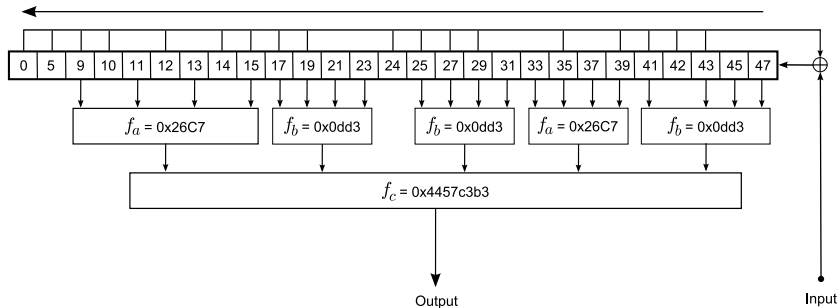 0 5 9 10 11 12 13 14 15 17 19 21 23 24 25 27 29 31 33 35 37 39 41 42 43 45 47
fa = 0x26C7 fb = 0x0dd3 fb = 0x0dd3 fa = 0x26C7 fb = 0x0dd3
fc = 0x4457c3b3
Output Input